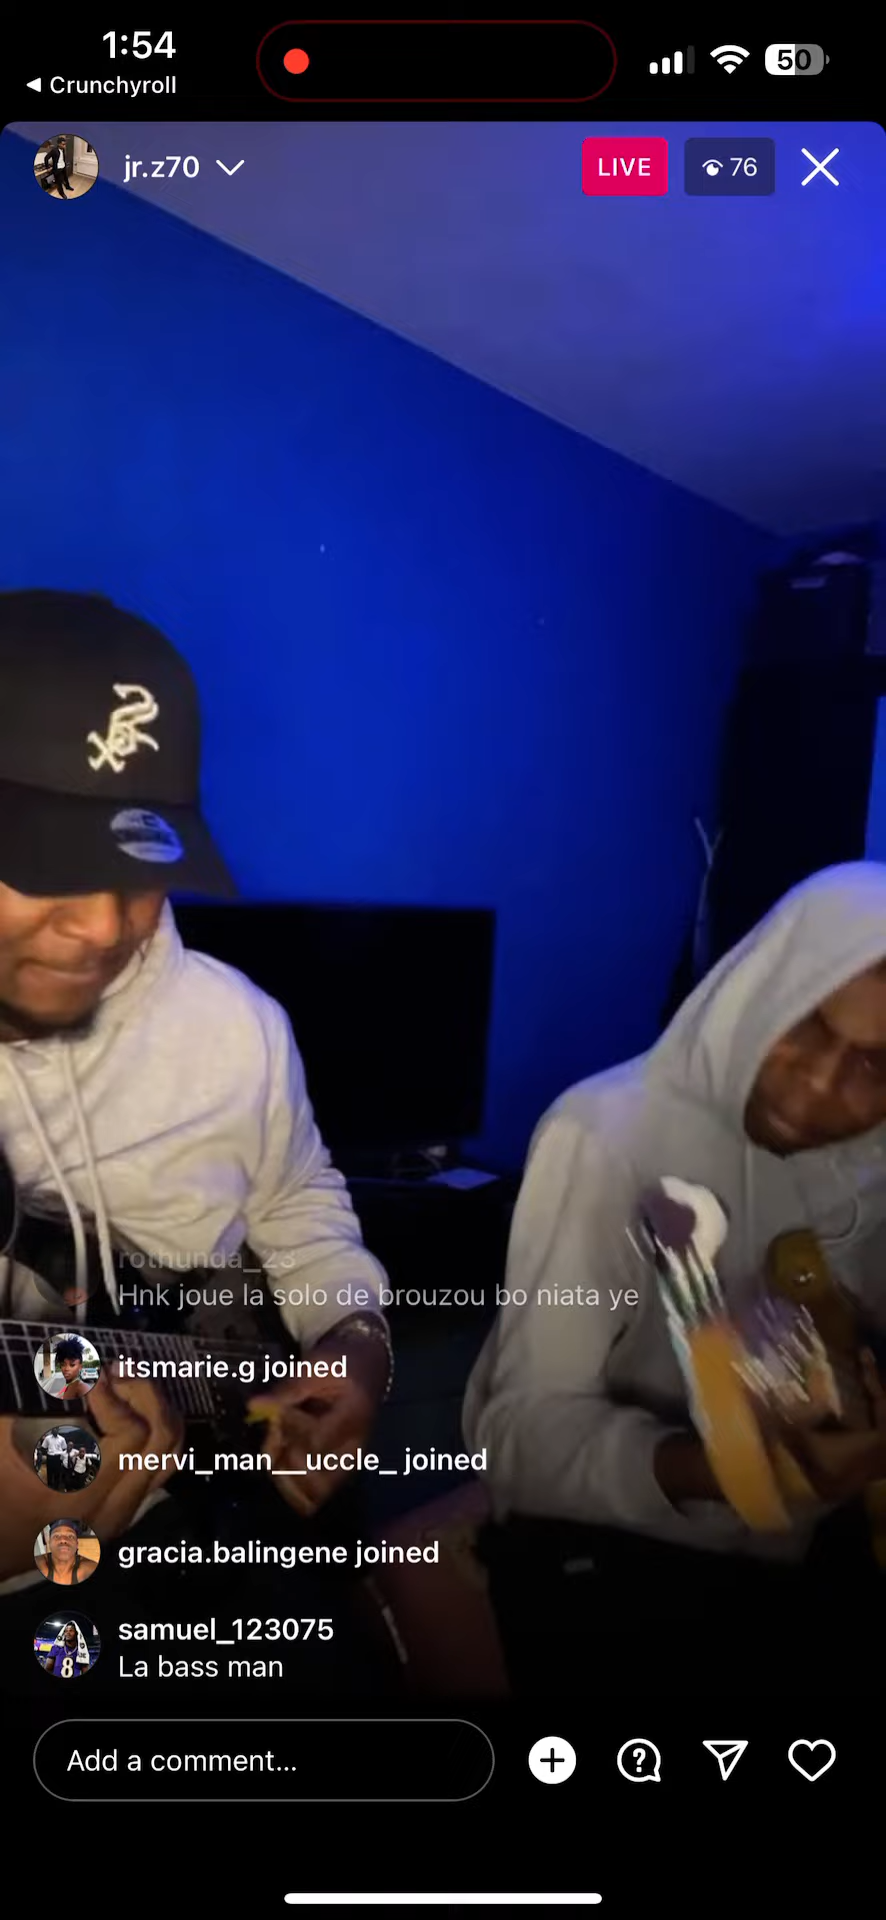 1:54
50
Crunchyroll
jr.z70
LIVE
76
rothunda_23
Hnk joue la solo de brouzou bo niata ye
itsmarie.g joined
mervi_man__uccle_ joined
gracia.balingene joined
samuel_123075
La bass man
Add a comment...